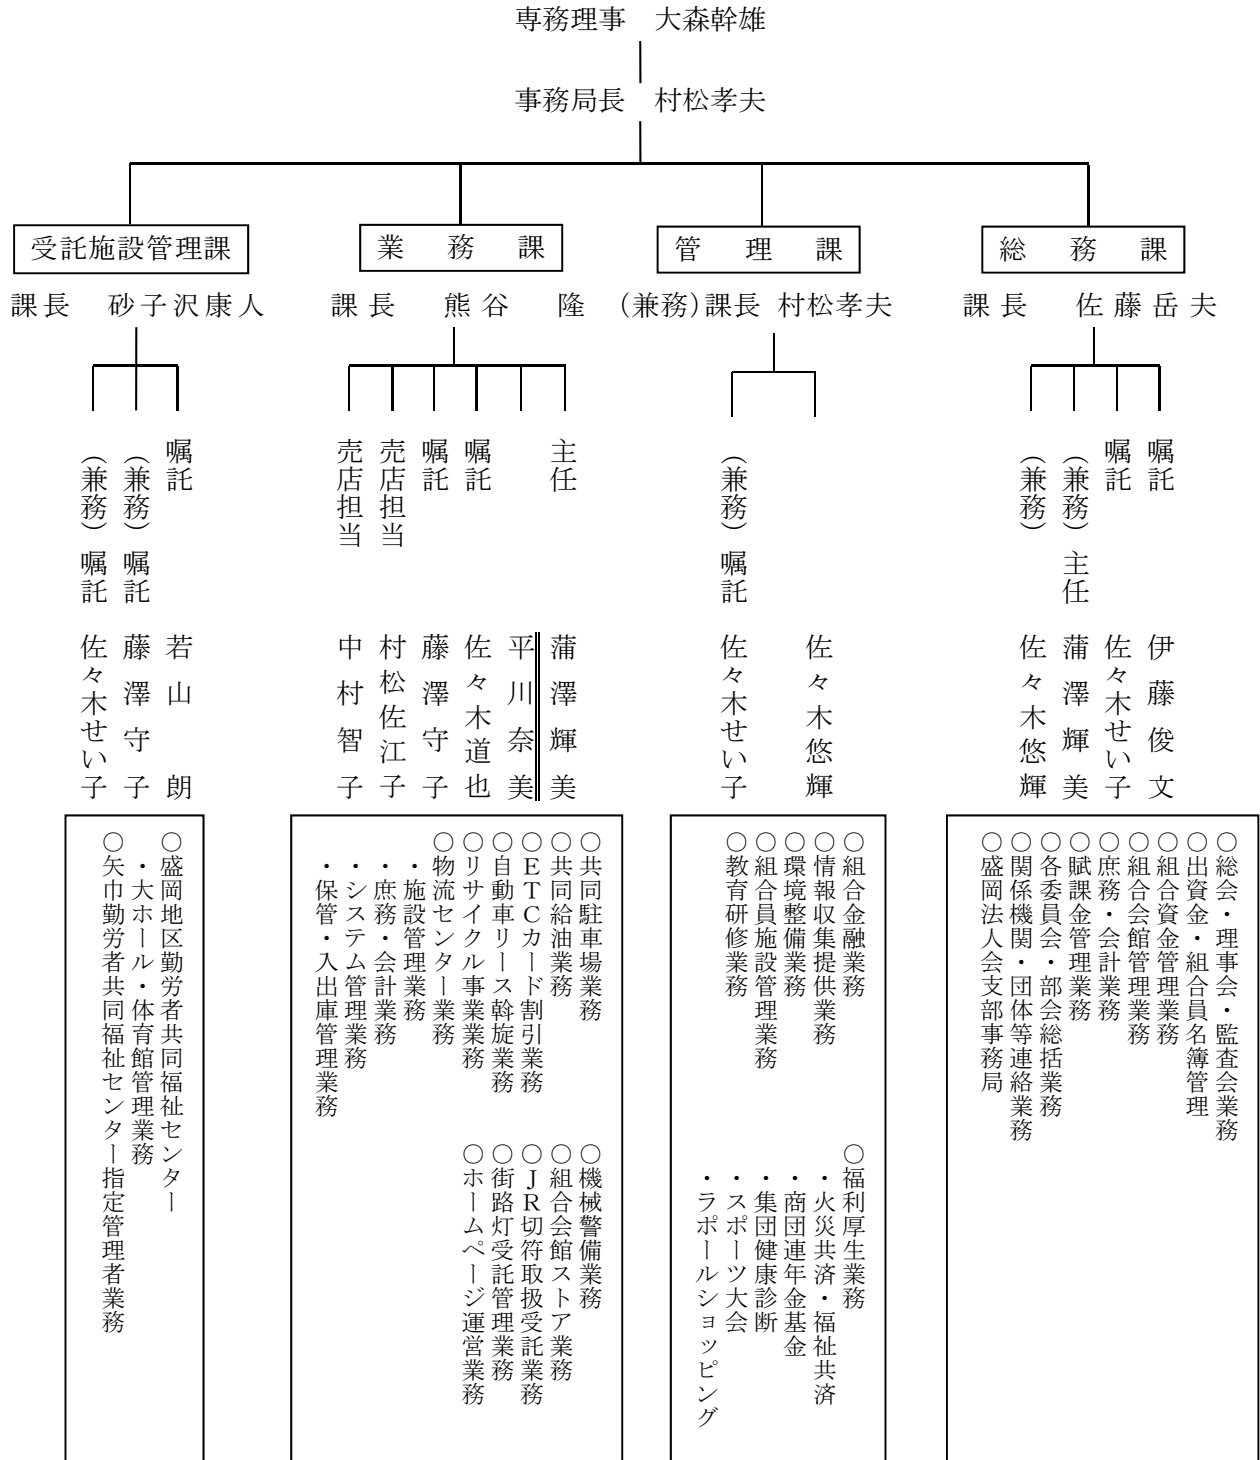 専務理事　大森幹雄
事務局長　村松孝夫
総務課
課長　佐藤岳夫
嘱託　伊藤俊文
嘱託　佐々木せい子
（兼務）主任　蒲澤輝美
（兼務）　佐々木悠輝
○総会・理事会・監査会業務
○出資金・組合員名簿管理
○組合資金管理業務
○組合会館管理業務
○庶務・会計業務
○賦課金管理業務
○各委員会・部会総括業務
○関係機関・団体等連絡業務
○盛岡法人会支部事務局
管理課
（兼務）課長 村松孝夫
佐々木悠輝
（兼務）嘱託　佐々木せい子
○組合金融業務
○情報収集提供業務
○環境整備業務
○組合員施設管理業務
○教育研修業務
○福利厚生業務
・火災共済・福祉共済
・商団連年金基金
・集団健康診断
・スポーツ大会
・ラポールショッピング
業務課
課長　熊谷　隆
主任　蒲澤輝美
平川奈美
嘱託　佐々木道也
嘱託　藤澤守子
売店担当　村松佐江子
売店担当　中村智子
○共同駐車場業務
○共同給油業務
○ＥＴＣカード割引業務
○自動車リース斡旋業務
○リサイクル事業業務
○物流センター業務
・施設管理業務
・庶務・会計業務
・システム管理業務
・保管・入出庫管理業務
○機械警備業務
○組合会館ストア業務
○ＪＲ切符取扱受託業務
○街路灯受託管理業務
○ホームページ運営業務
受託施設管理課
課長　砂子沢康人
嘱託　若山　朗
（兼務）嘱託　藤澤守子
（兼務）嘱託　佐々木せい子
○盛岡地区勤労者共同福祉センター
・大ホール・体育館管理業務
○矢巾勤労者共同福祉センター指定管理者業務